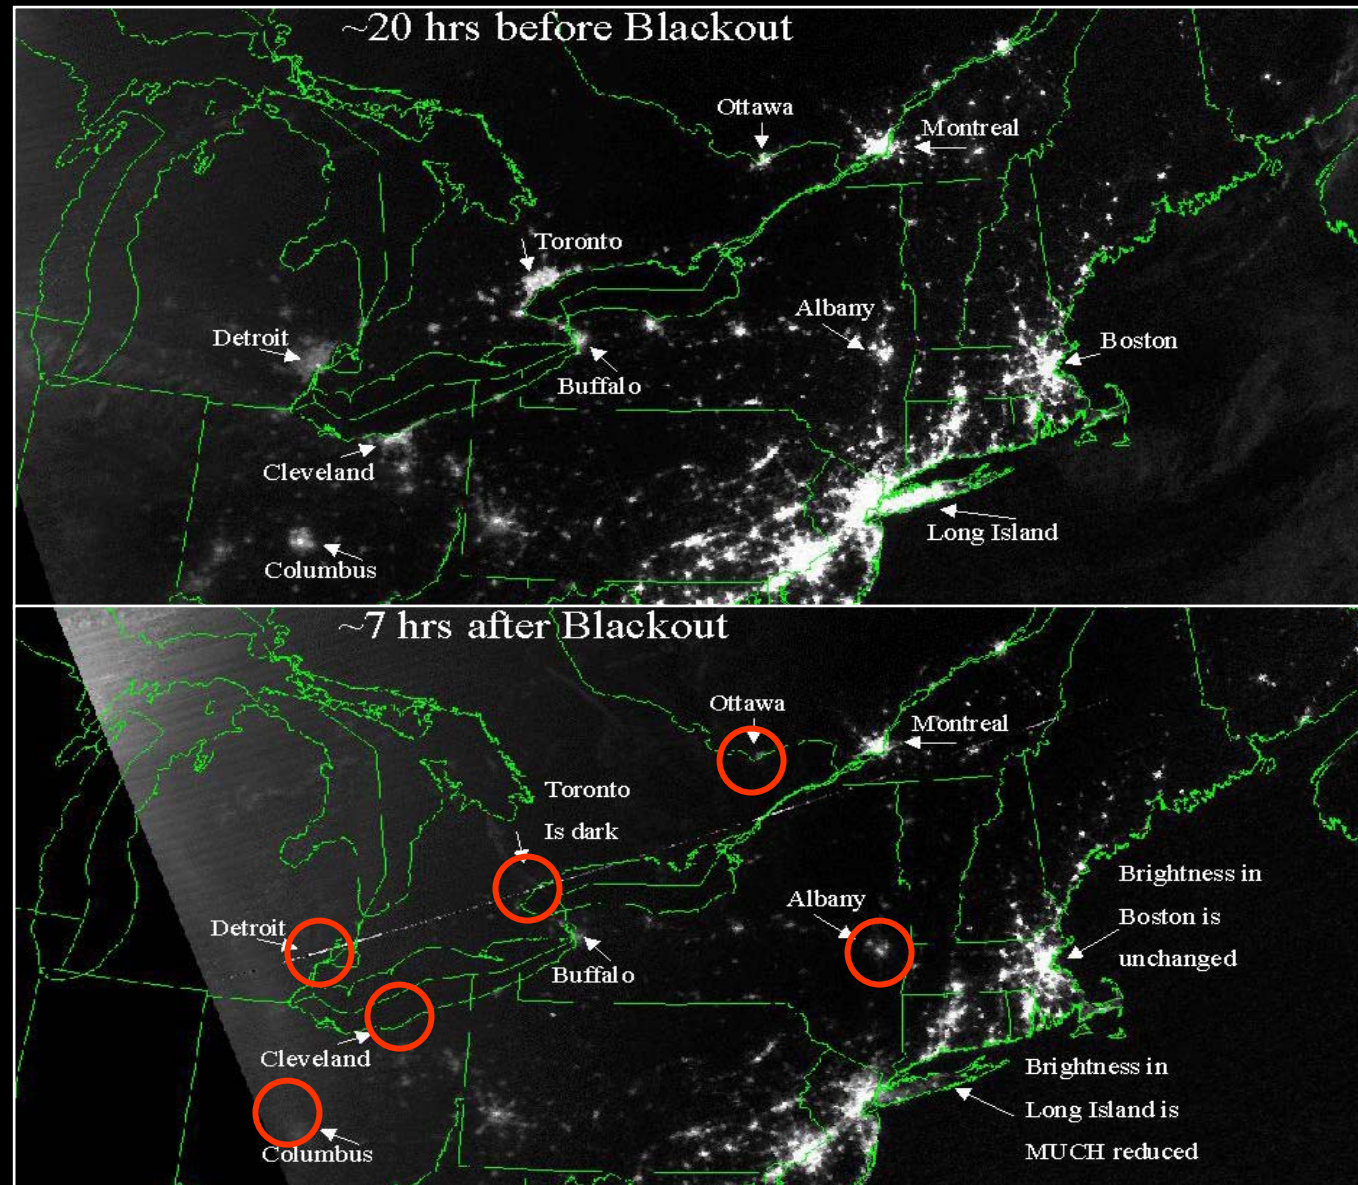 ~20 hrs before Blackout
Ottawa
Montreal
Toronto
Albany
Detroit
Boston
Buffalo
Cleveland
Long Island
Columbus
~7 hrs after Blackout
Ottawa
Montreal
Toronto
Is dark
Brightness in
Boston is
unchanged
Albany
Detroit
Buffalo
Cleveland
Brightness in
Long Island is
MUCH reduced
Columbus